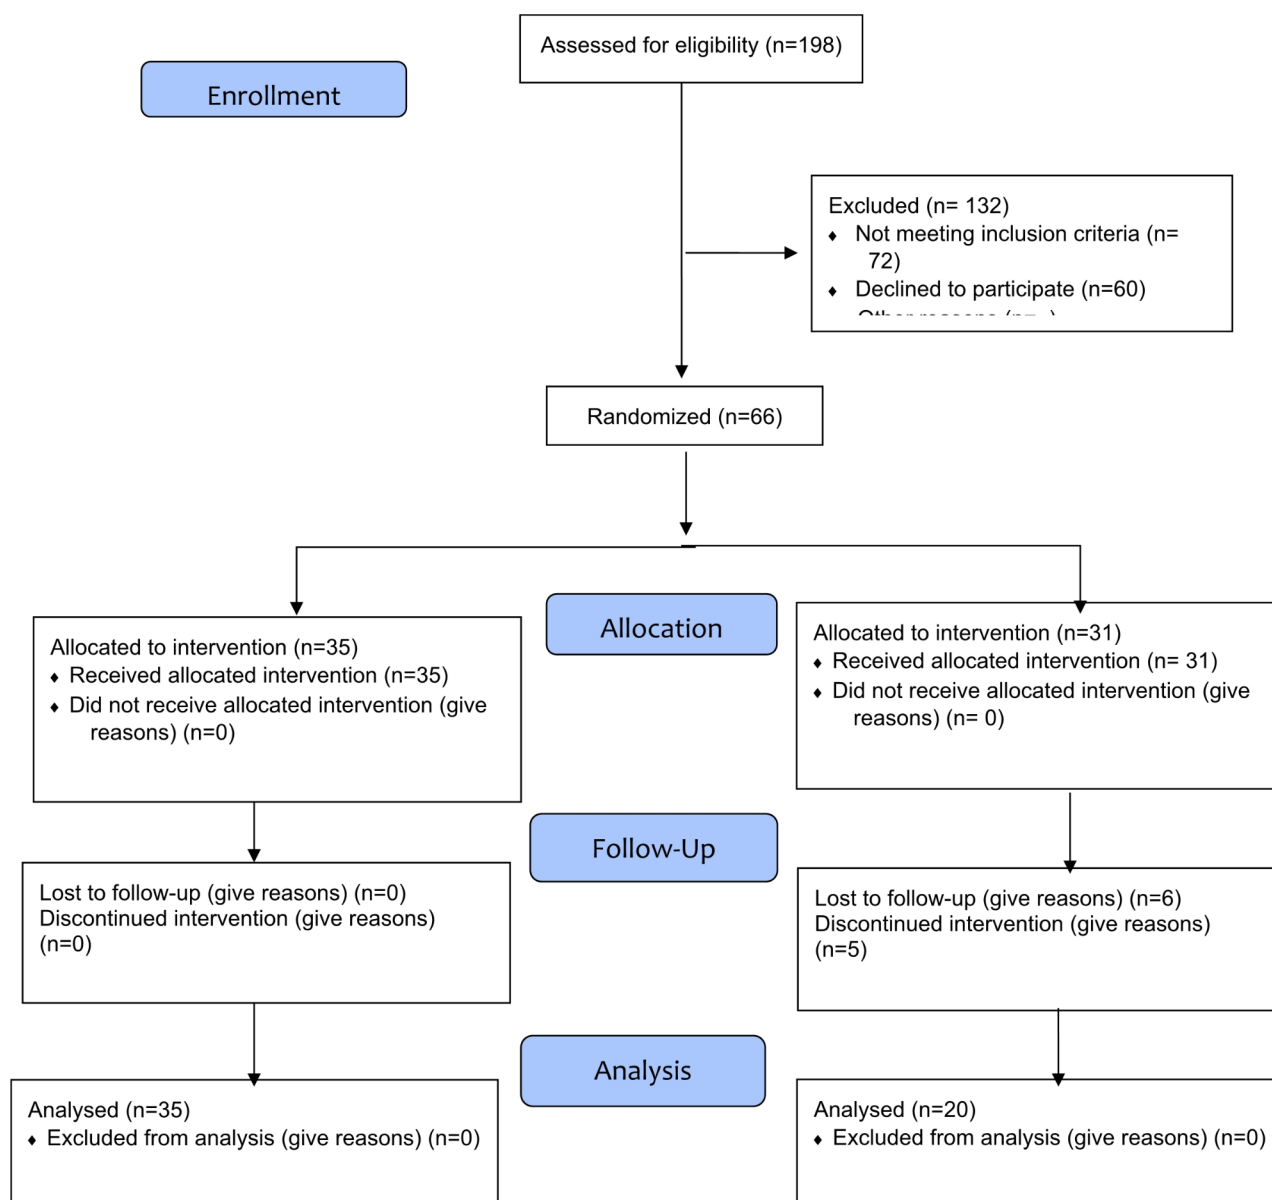 Assessed for eligibility (n=198)
Enrollment
Excluded (n= 132)
♦ Not meeting inclusion criteria (n=
72)
♦ Declined to participate (n=60)
Other reasons (n= )
Randomized (n=66)
Allocation
Allocated to intervention (n=35)
♦ Received allocated intervention (n=35)
♦ Did not receive allocated intervention (give
reasons) (n=0)
Allocated to intervention (n=31)
♦ Received allocated intervention (n= 31)
♦ Did not receive allocated intervention (give
reasons) (n= 0)
Follow-Up
Lost to follow-up (give reasons) (n=0)
Discontinued intervention (give reasons)
(n=0)
Lost to follow-up (give reasons) (n=6)
Discontinued intervention (give reasons)
(n=5)
Analysis
Analysed (n=35)
♦ Excluded from analysis (give reasons) (n=0)
Analysed (n=20)
♦ Excluded from analysis (give reasons) (n=0)